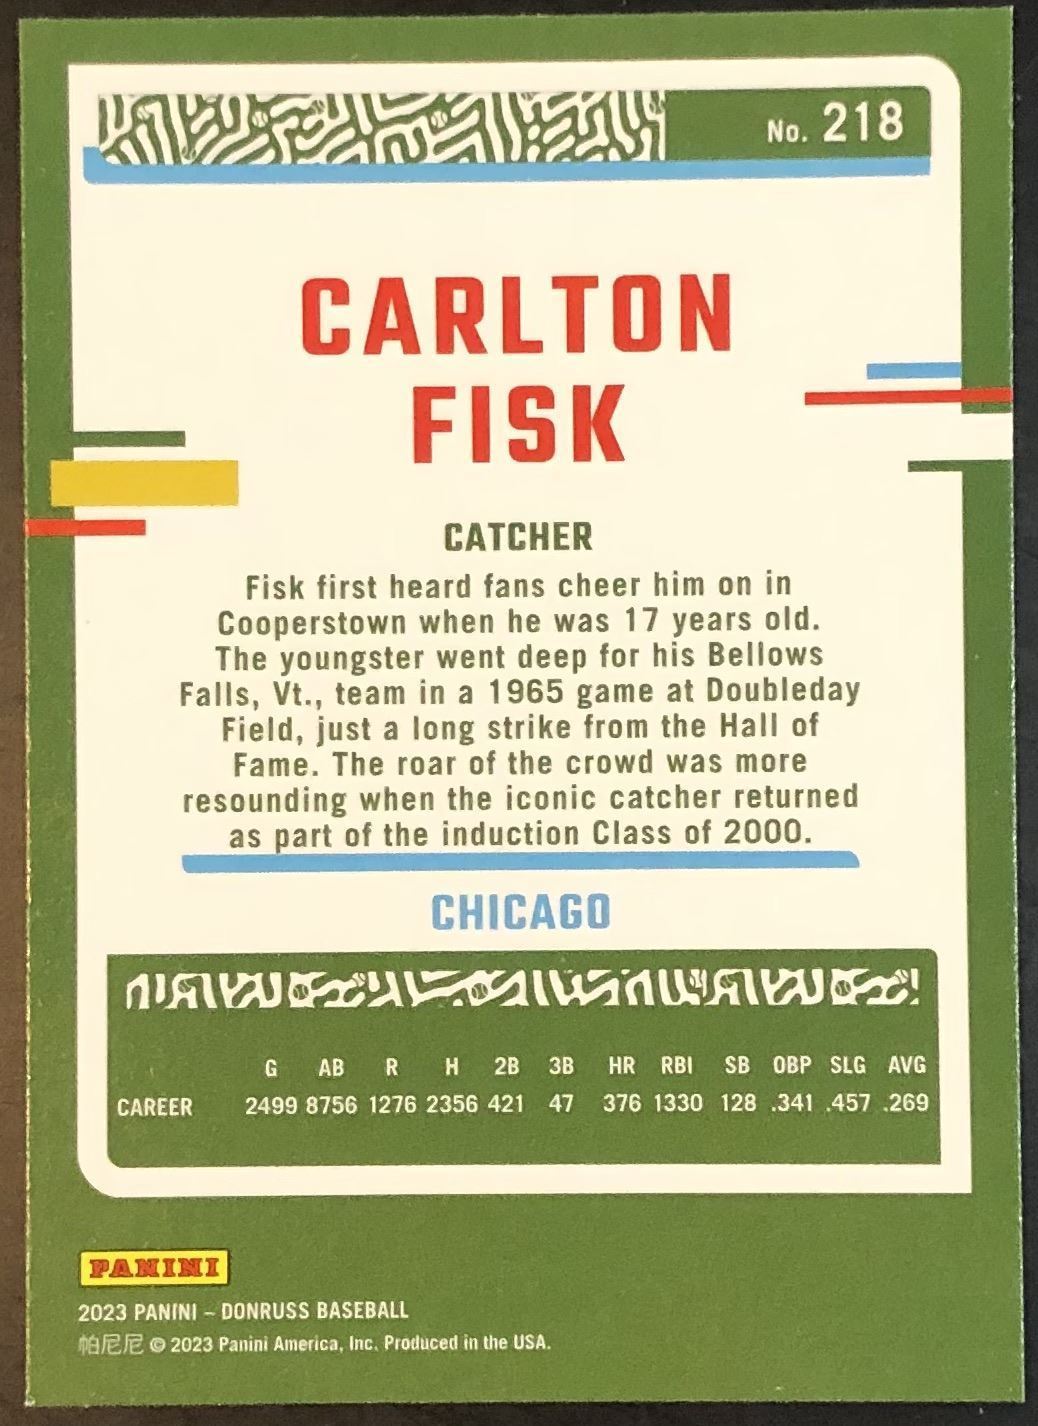 No. 218
CARLTON
FISK
CATCHER
Fisk first heard fans cheer him on in
Cooperstown when he was 17 years old.
The youngster went deep for his Bellows
Falls, Vt., team in a 1965 game at Doubleday
Field, just a long strike from the Hall of
Fame. The roar of the crowd was more
resounding when the iconic catcher returned
as part of the induction Class of 2000.
CHICAGO
G AB R H 2B 3B HR RBI SB OBP SLG AVG
CAREER 2499 8756 1276 2356 421 47 376 1330 128 .341 .457 .269
PANINI
2023 PANINI – DONRUSS BASEBALL
帕尼尼 © 2023 Panini America, Inc. Produced in the USA.